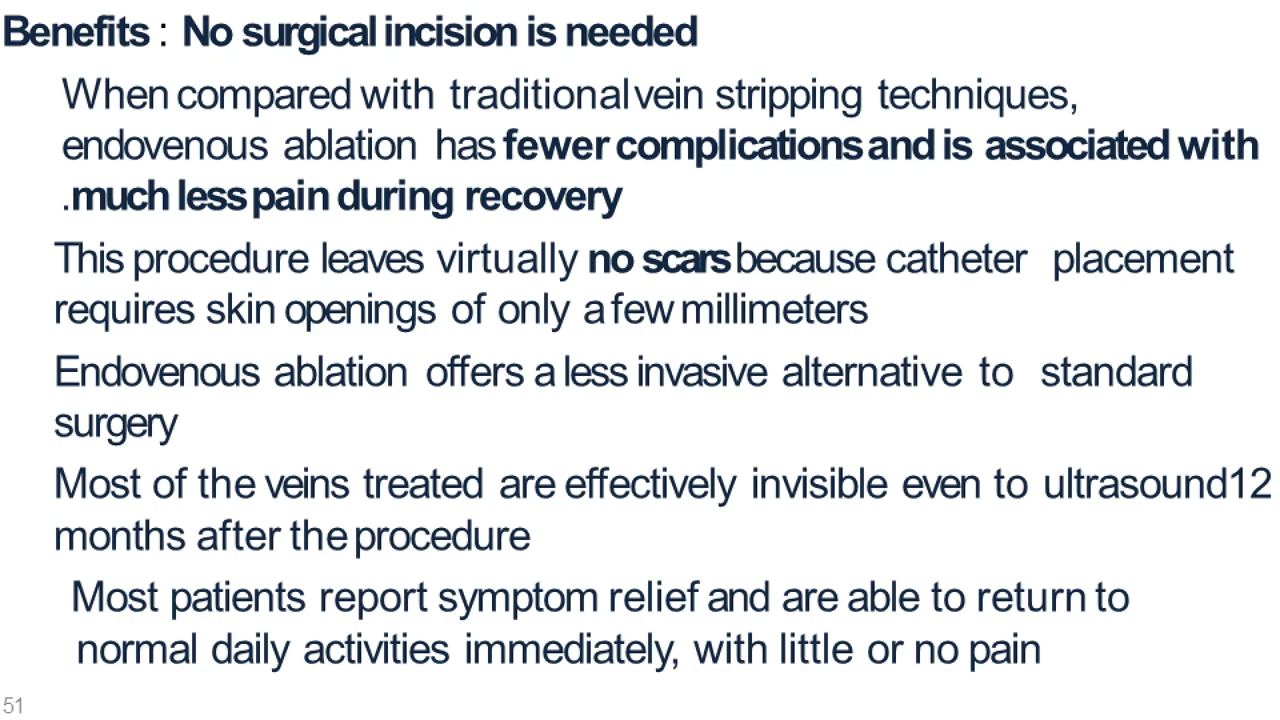 Benefits : No surgical incision is needed
When compared with traditional vein stripping techniques,
endovenous ablation has fewer complications and is associated with
.much less pain during recovery
This procedure leaves virtually no scars because catheter placement
requires skin openings of only a few millimeters
Endovenous ablation offers a less invasive alternative to standard
surgery
Most of the veins treated are effectively invisible even to ultrasound12
months after the procedure
Most patients report symptom relief and are able to return to
normal daily activities immediately, with little or no pain
51